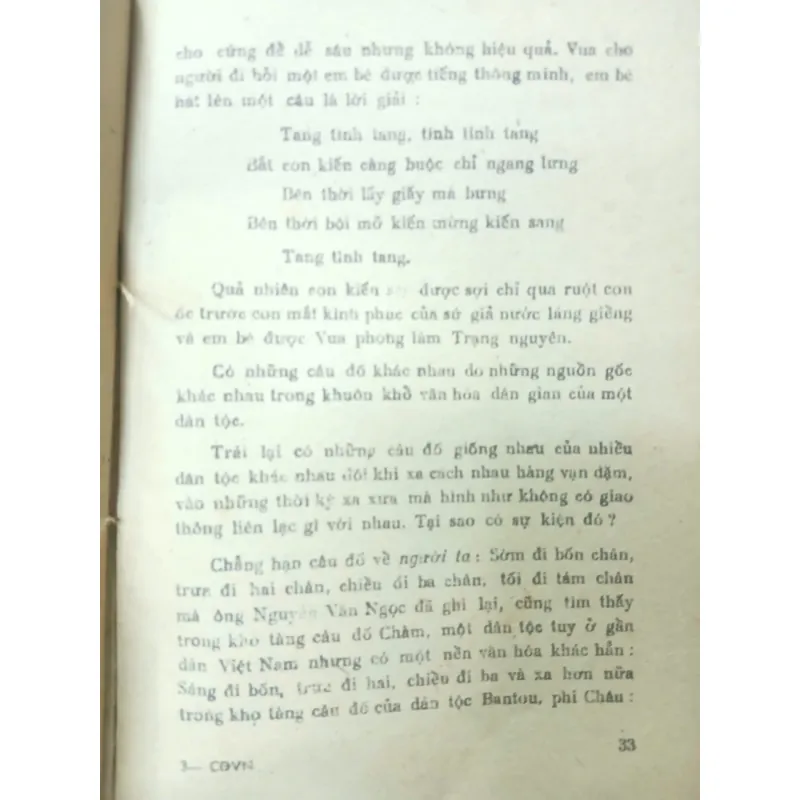 cho cứng đề dễ sâu nhưng không hiệu quả. Vua cho
người đi hỏi một em bé được tiếng thông minh, em bé
hát lên một câu là lời giải :
Tang tình tang, tình tình tang
Bắt con kiến càng buộc chỉ ngang lưng
Bên thời lấy giấy mà bưng
Bên thời bôi mỡ kiến mừng kiến sang
Tang tình tang.
Quả nhiên con kiến được sợi chỉ qua ruột con
ốc trước con mắt kính phục của sứ giả nước láng giềng
và em bé được Vua phong làm Trạng nguyên.
Có những câu đố khác nhau do những nguồn gốc
khác nhau trong khuôn khổ văn hóa dân gian của một
dân tộc.
Trái lại có những câu đố giống nhau của nhiều
dân tộc khác nhau đôi khi xa cách nhau hàng vạn dặm,
vào những thời kỳ xa xưa mà hình như không có giao
thông liên lạc gì với nhau. Tại sao có sự kiện đó ?
Chẳng hạn câu đố về người ta : Sớm đi bốn chân,
trưa đi hai chân, chiều đi ba chân, tối đi tám chân
mà ông Nguyễn Văn Ngọc đã ghi lại, cũng tìm thấy
trong kho tàng câu đố Chàm, một dân tộc tuy ở gần
dân Việt Nam nhưng có một nền văn hóa khác hẳn :
Sáng đi bốn, trưa đi hai, chiều đi ba và xa hơn nữa
trong kho tàng câu đố của dân tộc Bantou, phi Châu :
33
3— CĐVN